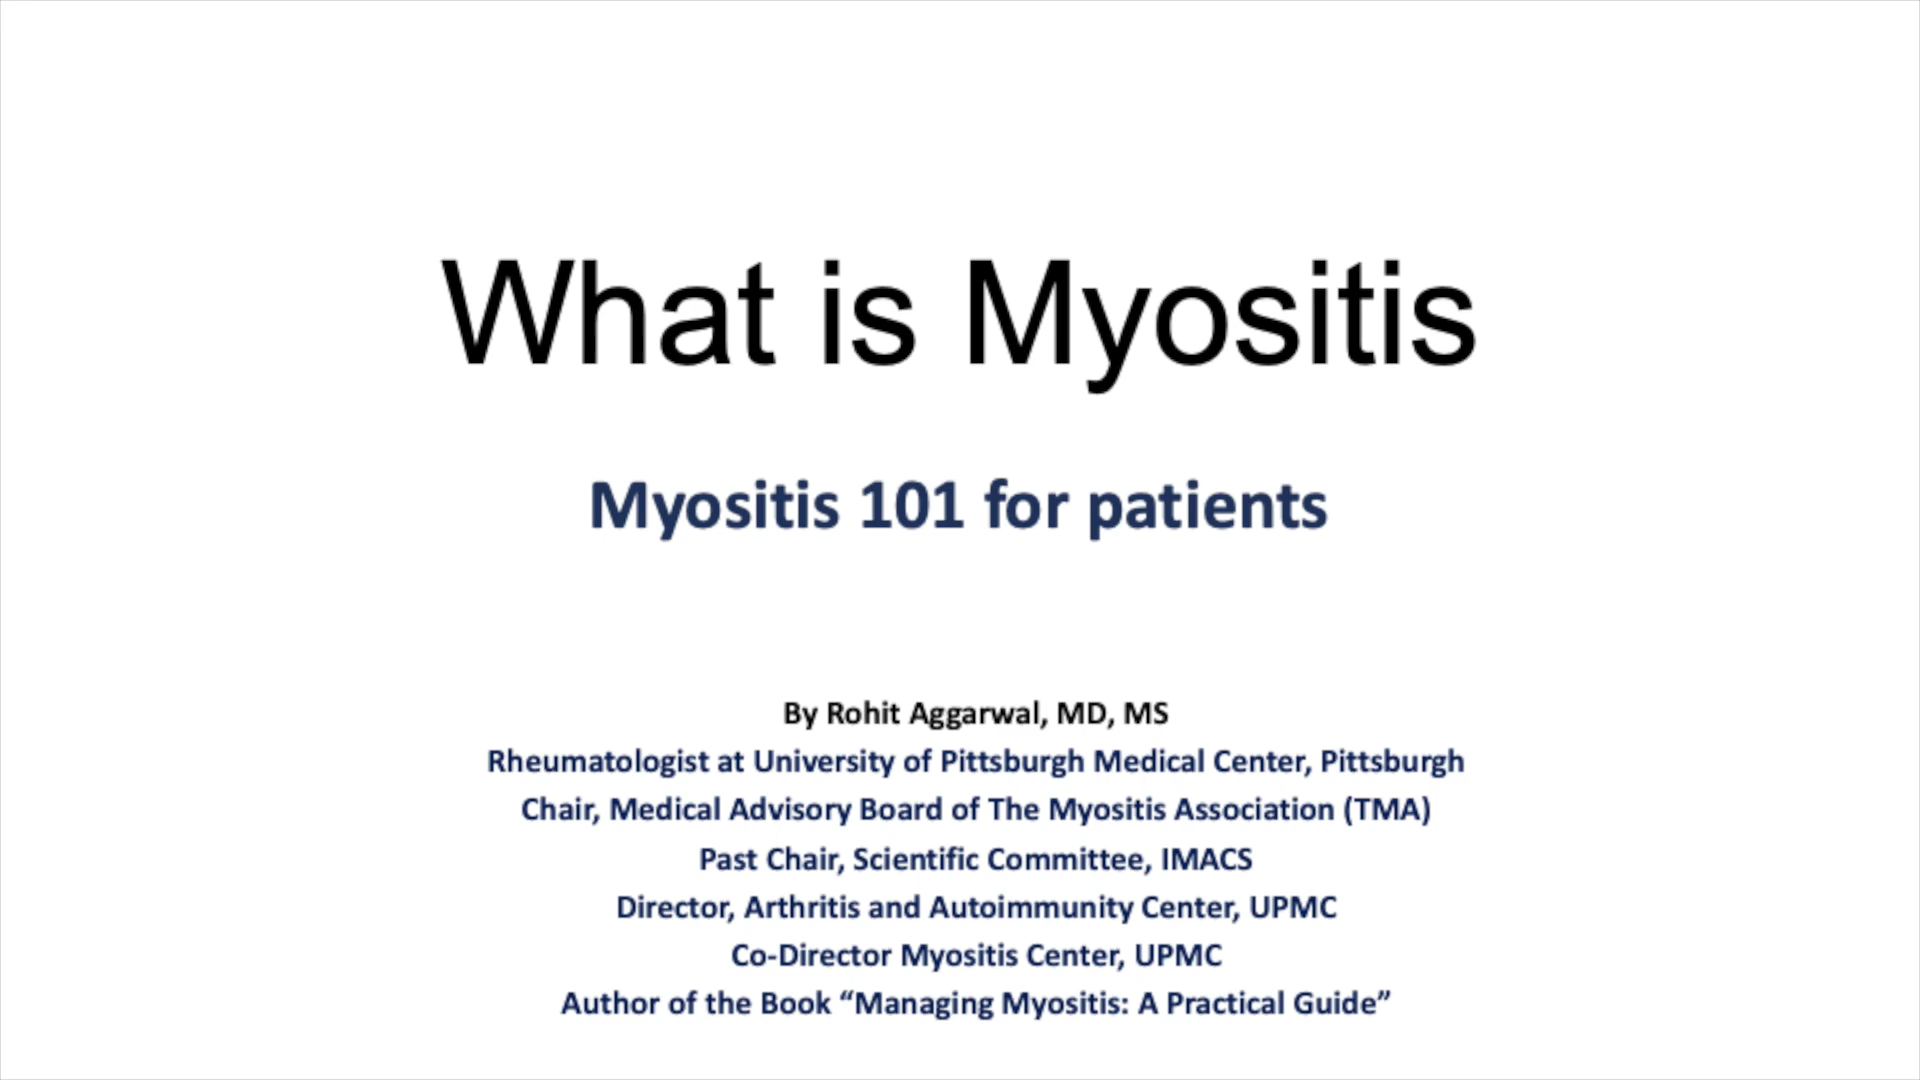 What is Myositis
Myositis 101 for patients
By Rohit Aggarwal, MD, MS
Rheumatologist at University of Pittsburgh Medical Center, Pittsburgh
Chair, Medical Advisory Board of The Myositis Association (TMA)
Past Chair, Scientific Committee, IMACS
Director, Arthritis and Autoimmunity Center, UPMC
Co-Director Myositis Center, UPMC
Author of the Book “Managing Myositis: A Practical Guide”